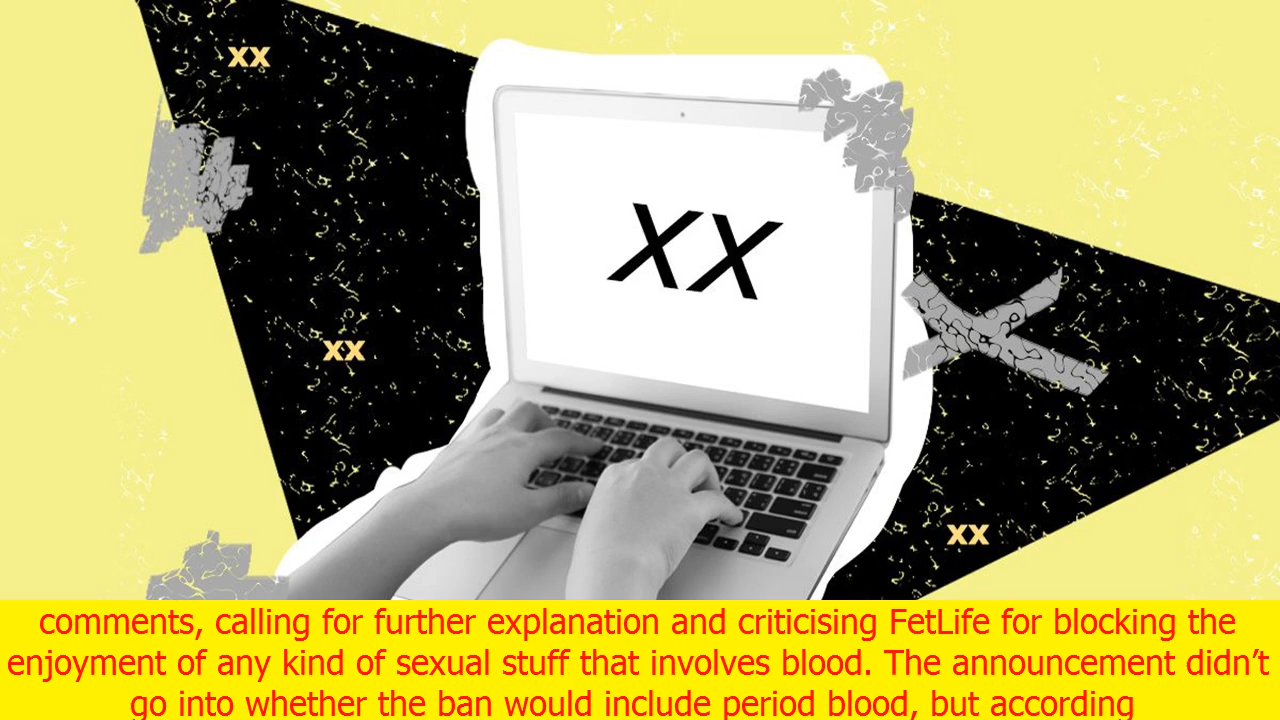 xx
XX
xx
xx
comments, calling for further explanation and criticising FetLife for blocking the
enjoyment of any kind of sexual stuff that involves blood. The announcement didn’t
go into whether the ban would include period blood, but according